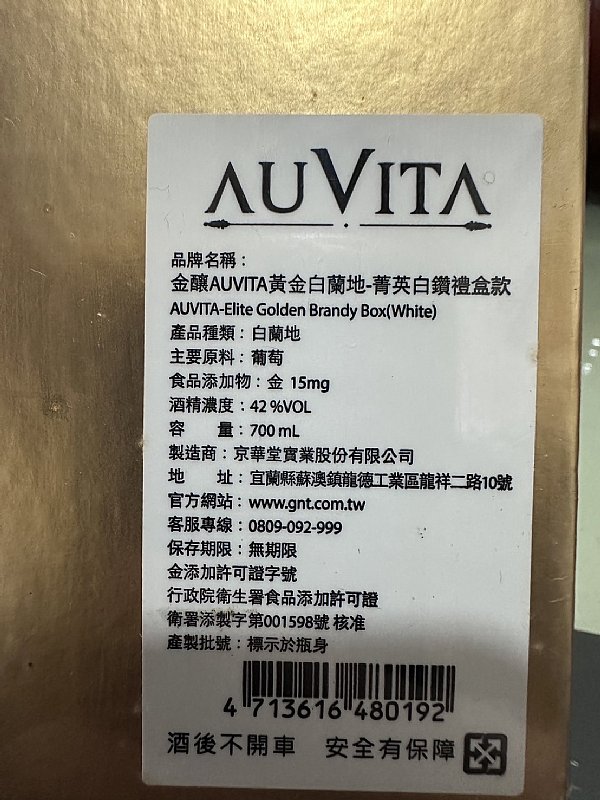 AUVITA
品牌名稱：
金釀AUVITA黃金白蘭地-菁英白鑽禮盒款
AUVITA-Elite Golden Brandy Box(White)
產品種類：白蘭地
主要原料：葡萄
食品添加物：金 15mg
酒精濃度：42 %VOL
容　　量：700 mL
製造商：京華堂實業股份有限公司
地　　址：宜蘭縣蘇澳鎮龍德工業區龍祥二路10號
官方網站：www.gnt.com.tw
客服專線：0809-092-999
保存期限：無期限
金添加許可證字號
行政院衛生署食品添加許可證
衛署添製字第001598號 核准
產製批號：標示於瓶身
4 713616 480192
酒後不開車　安全有保障